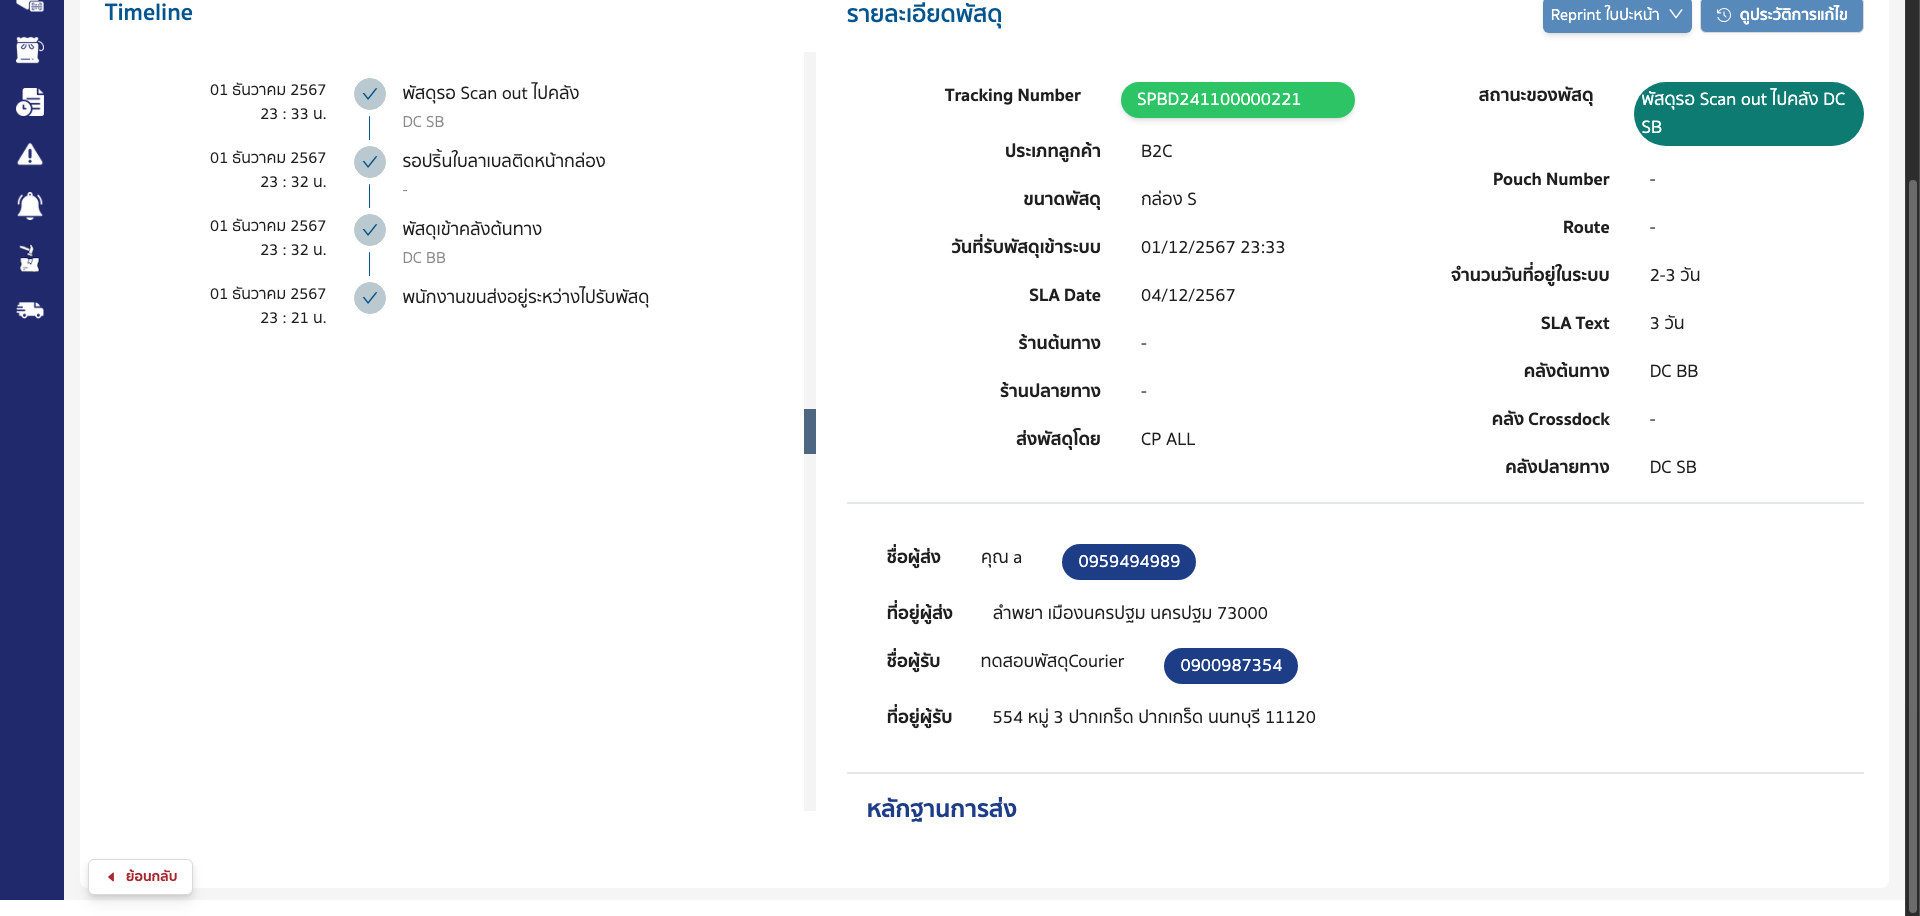 Timeline
01 ธันวาคม 2567
23 : 33 น.
พัสดุรอ Scan out ไปคลัง
DC SB
01 ธันวาคม 2567
23 : 32 น.
รอปริ้นใบลาเบลติดหน้ากล่อง
-
01 ธันวาคม 2567
23 : 32 น.
พัสดุเข้าคลังต้นทาง
DC BB
01 ธันวาคม 2567
23 : 21 น.
พนักงานขนส่งอยู่ระหว่างไปรับพัสดุ
รายละเอียดพัสดุ
Reprint ใบปะหน้า
ดูประวัติการแก้ไข
Tracking Number SPBD241100000221
ประเภทลูกค้า B2C
ขนาดพัสดุ กล่อง S
วันที่รับพัสดุเข้าระบบ 01/12/2567 23:33
SLA Date 04/12/2567
ร้านต้นทาง -
ร้านปลายทาง -
ส่งพัสดุโดย CP ALL
สถานะของพัสดุ พัสดุรอ Scan out ไปคลัง DC
SB
Pouch Number -
Route -
จำนวนวันที่อยู่ในระบบ 2-3 วัน
SLA Text 3 วัน
คลังต้นทาง DC BB
คลัง Crossdock -
คลังปลายทาง DC SB
ชื่อผู้ส่ง คุณ a 0959494989
ที่อยู่ผู้ส่ง ลำพยา เมืองนครปฐม นครปฐม 73000
ชื่อผู้รับ ทดสอบพัสดุCourier 0900987354
ที่อยู่ผู้รับ 554 หมู่ 3 ปากเกร็ด ปากเกร็ด นนทบุรี 11120
หลักฐานการส่ง
ย้อนกลับ